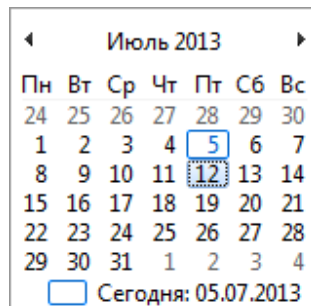 Июль 2013
Пн Вт Ср Чт Пт Сб Вс
24 25 26 27 28 29 30
1 2 3 4 5 6 7
8 9 10 11 12 13 14
15 16 17 18 19 20 21
22 23 24 25 26 27 28
29 30 31 1 2 3 4
Сегодня: 05.07.2013